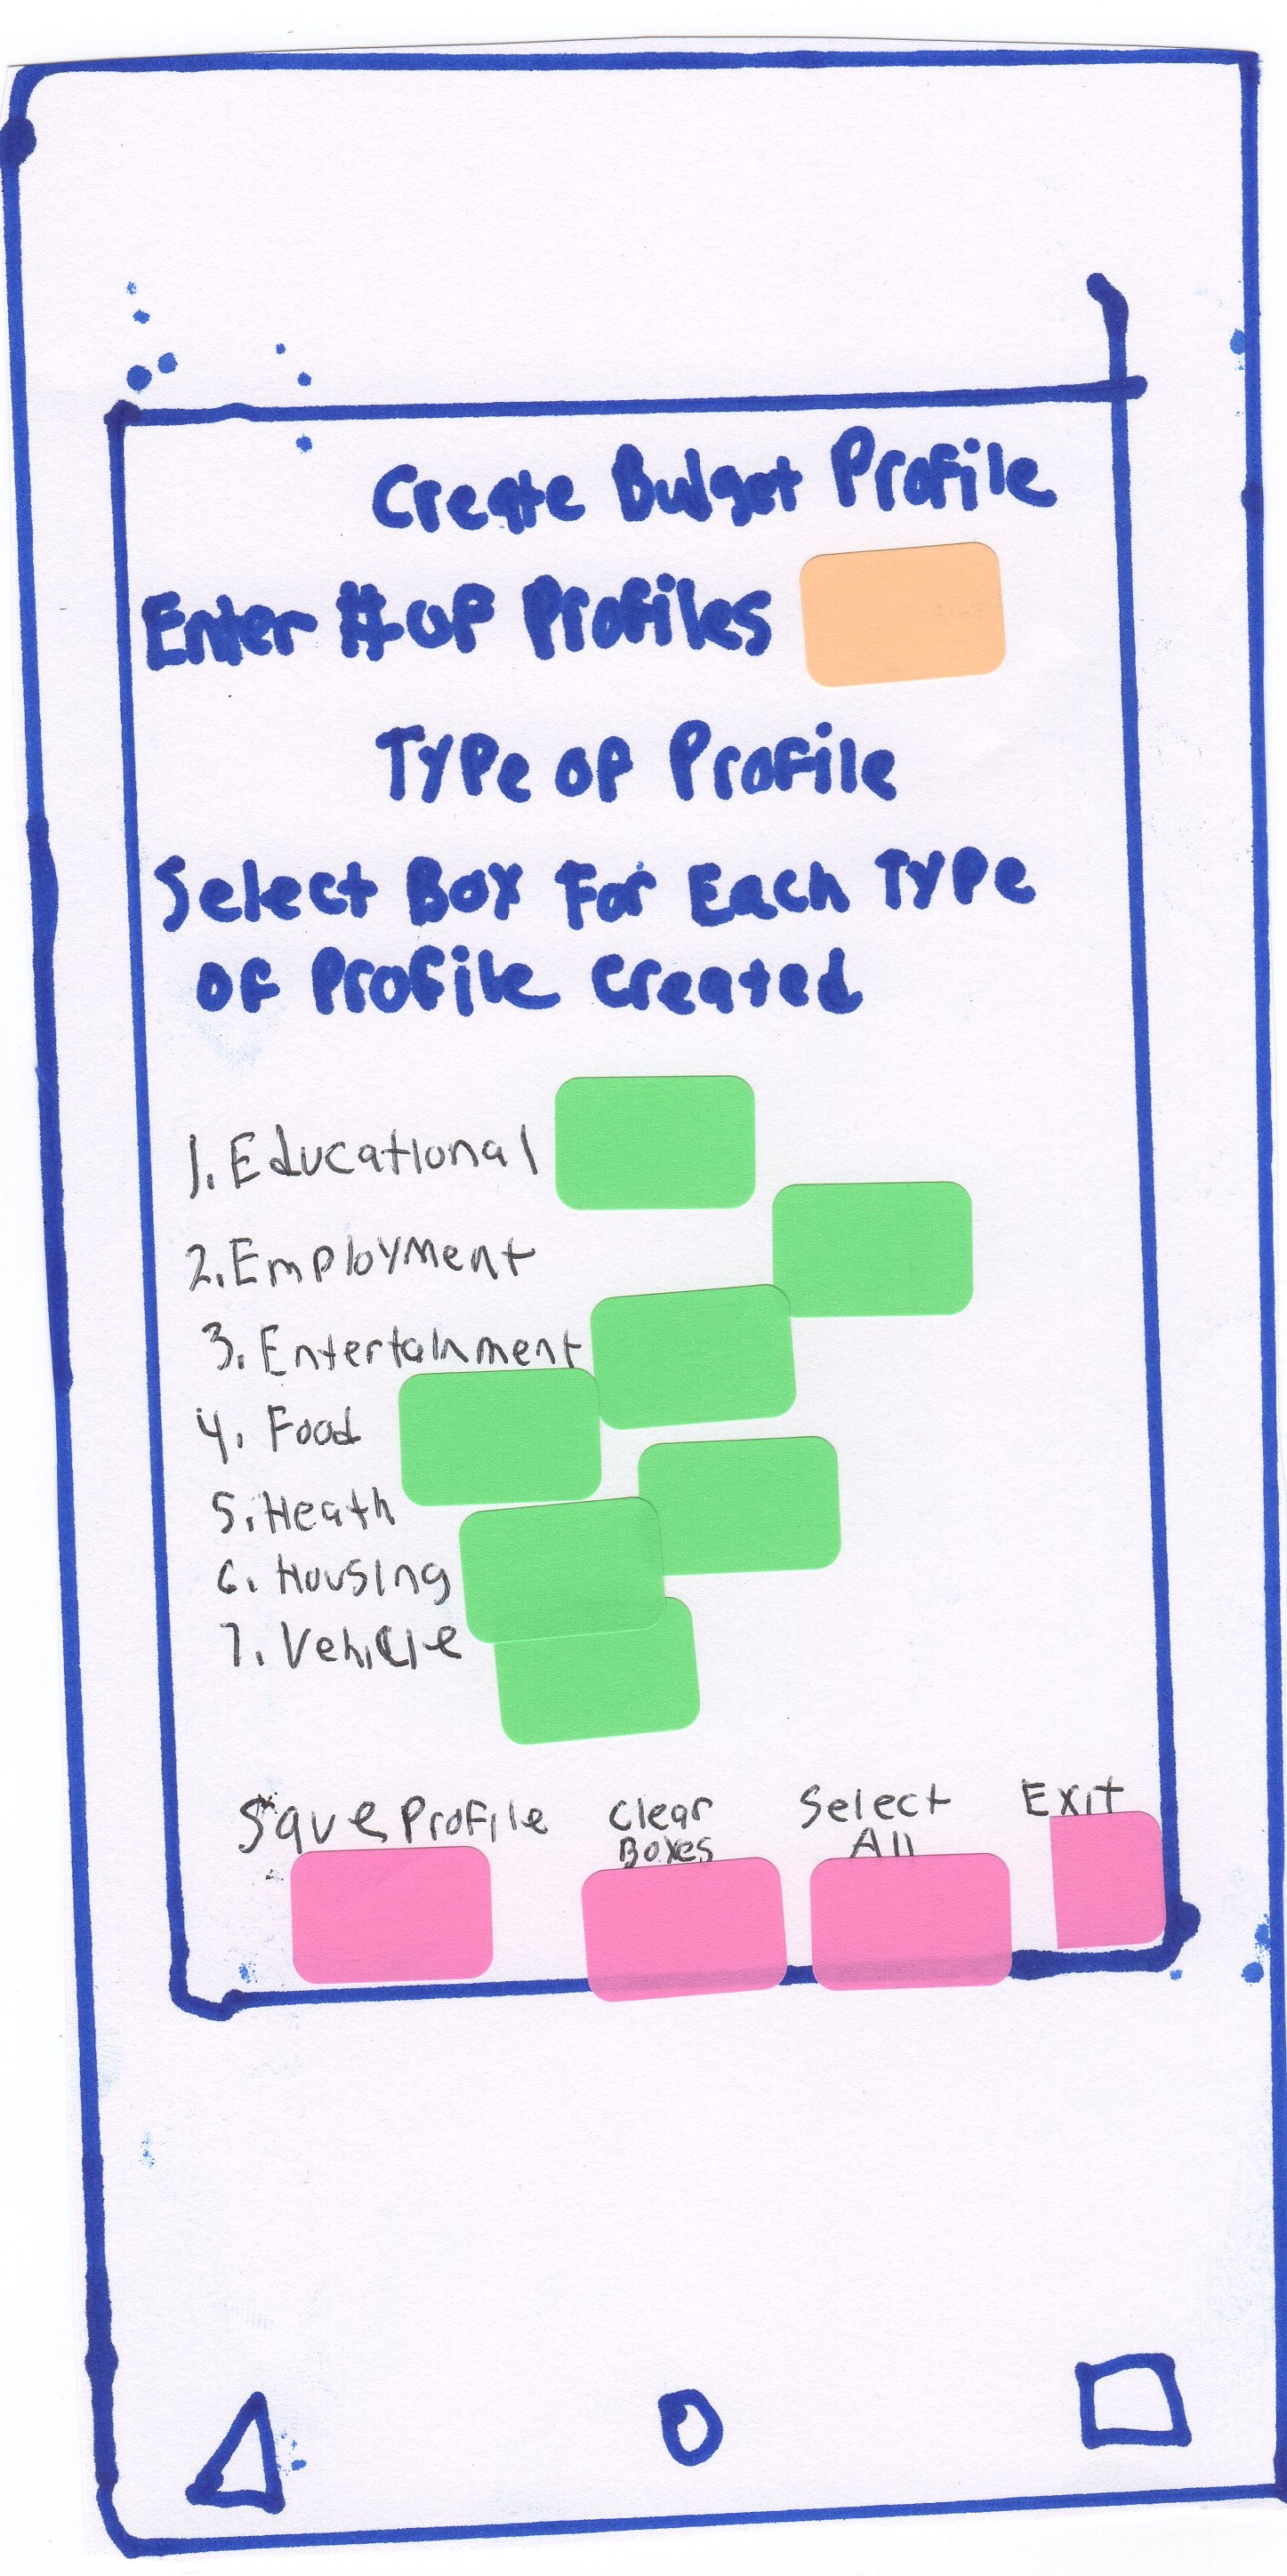 Create Budget Profile
Enter # of Profiles
Type of Profile
Select Box For Each Type
of Profile Created
1. Educational
2. Employment
3. Entertainment
4. Food
5. Heath
6. Housing
7. Vehicle
Save Profile
Clear
Boxes
Select
All
Exit